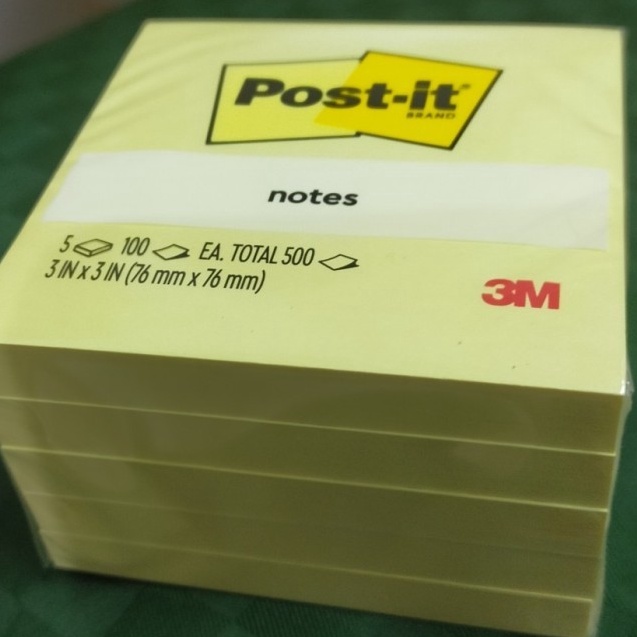 Post-it
BRAND
notes
5 100 EA. TOTAL 500
3 IN x 3 IN (76 mm x 76 mm)
3M